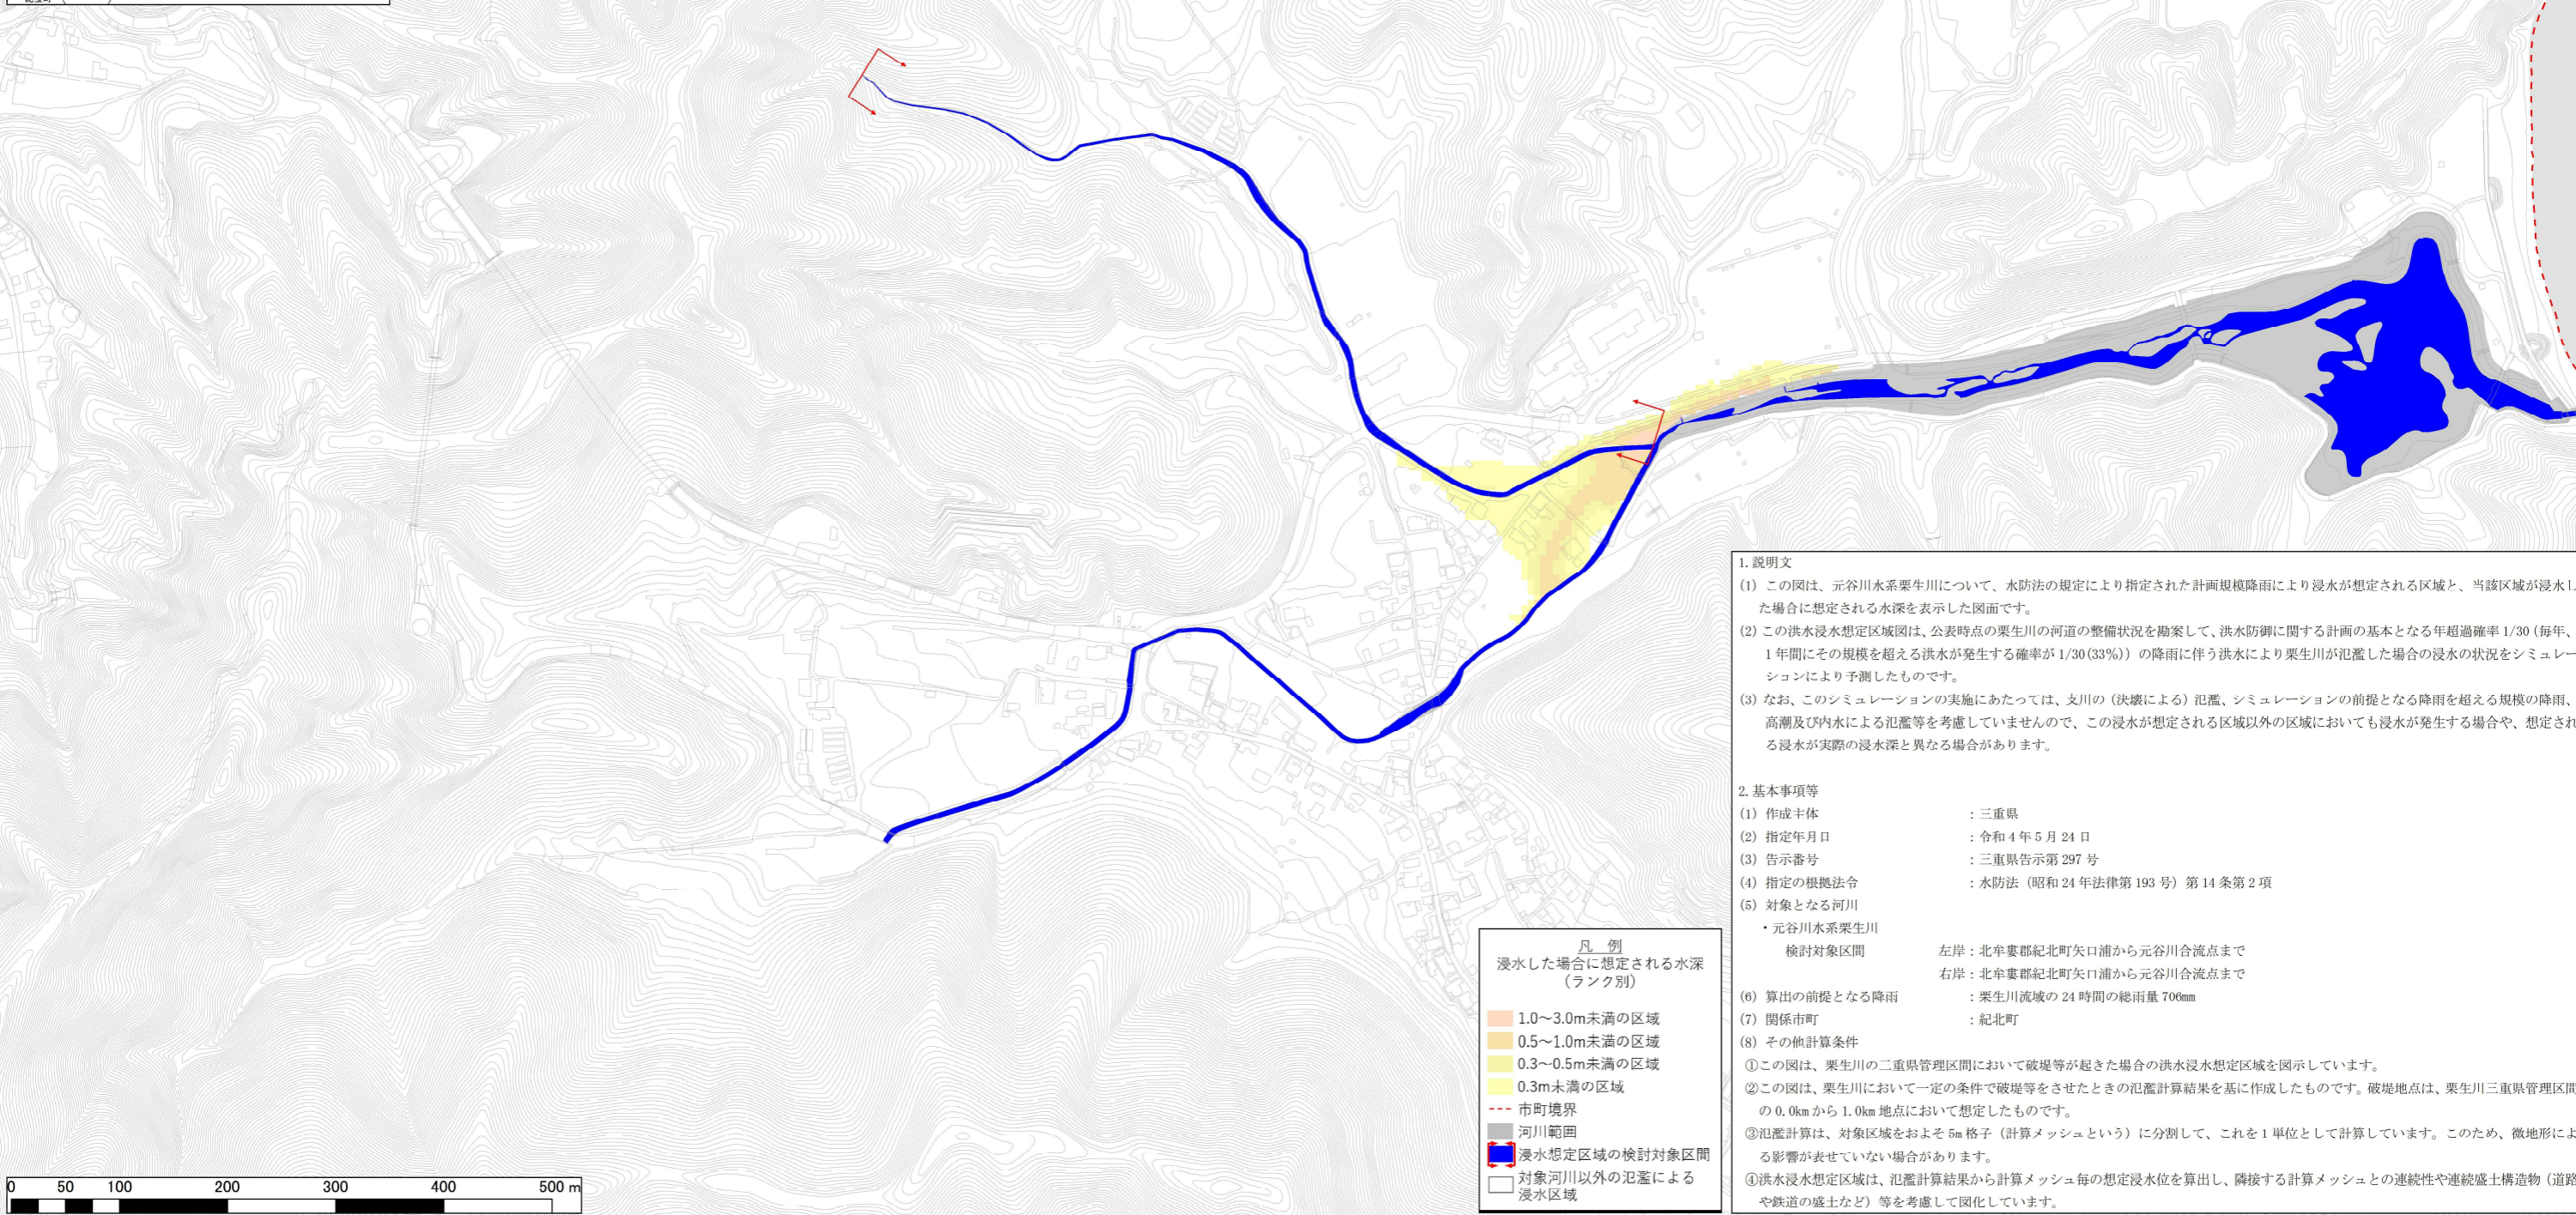 1. 説明文
(1) この図は、元谷川水系栗生川について、水防法の規定により指定された計画規模降雨により浸水が想定される区域と、当該区域が浸水し
た場合に想定される水深を表示した図面です。
(2) この洪水浸水想定区域図は、公表時点の栗生川の河道の整備状況を勘案して、洪水防御に関する計画の基本となる年超過確率 1/30 (毎年、
1 年間にその規模を超える洪水が発生する確率が 1/30(33%)) の降雨に伴う洪水により栗生川が氾濫した場合の浸水の状況をシミュレー
ションにより予測したものです。
(3) なお、このシミュレーションの実施にあたっては、支川の (決壊による) 氾濫、シミュレーションの前提となる降雨を超える規模の降雨、
高潮及び内水による氾濫等を考慮していませんので、この浸水が想定される区域以外の区域においても浸水が発生する場合や、想定され
る浸水が実際の浸水深と異なる場合があります。
2. 基本事項等
(1) 作成主体 : 三重県
(2) 指定年月日 : 令和 4 年 5 月 24 日
(3) 告示番号 : 三重県告示第 297 号
(4) 指定の根拠法令 : 水防法 (昭和 24 年法律第 193 号) 第 14 条第 2 項
(5) 対象となる河川
・元谷川水系栗生川
検討対象区間 左岸 : 北牟婁郡紀北町矢口浦から元谷川合流点まで
右岸 : 北牟婁郡紀北町矢口浦から元谷川合流点まで
(6) 算出の前提となる降雨 : 栗生川流域の 24 時間の総雨量 706mm
(7) 関係市町 : 紀北町
(8) その他計算条件
①この図は、栗生川の三重県管理区間において破堤等が起きた場合の洪水浸水想定区域を図示しています。
②この図は、栗生川において一定の条件で破堤等をさせたときの氾濫計算結果を基に作成したものです。破堤地点は、栗生川三重県管理区間
の 0.0km から 1.0km 地点において想定したものです。
③氾濫計算は、対象区域をおよそ 5m 格子 (計算メッシュという) に分割して、これを 1 単位として計算しています。このため、微地形によ
る影響が表せていない場合があります。
④洪水浸水想定区域は、氾濫計算結果から計算メッシュ毎の想定浸水位を算出し、隣接する計算メッシュとの連続性や連続盛土構造物 (道路
や鉄道の盛土など) 等を考慮して図化しています。
凡 例
浸水した場合に想定される水深
(ランク別)
1.0～3.0m未満の区域
0.5～1.0m未満の区域
0.3～0.5m未満の区域
0.3m未満の区域
市町境界
河川範囲
浸水想定区域の検討対象区間
対象河川以外の氾濫による
浸水区域
0 50 100 200 300 400 500 m